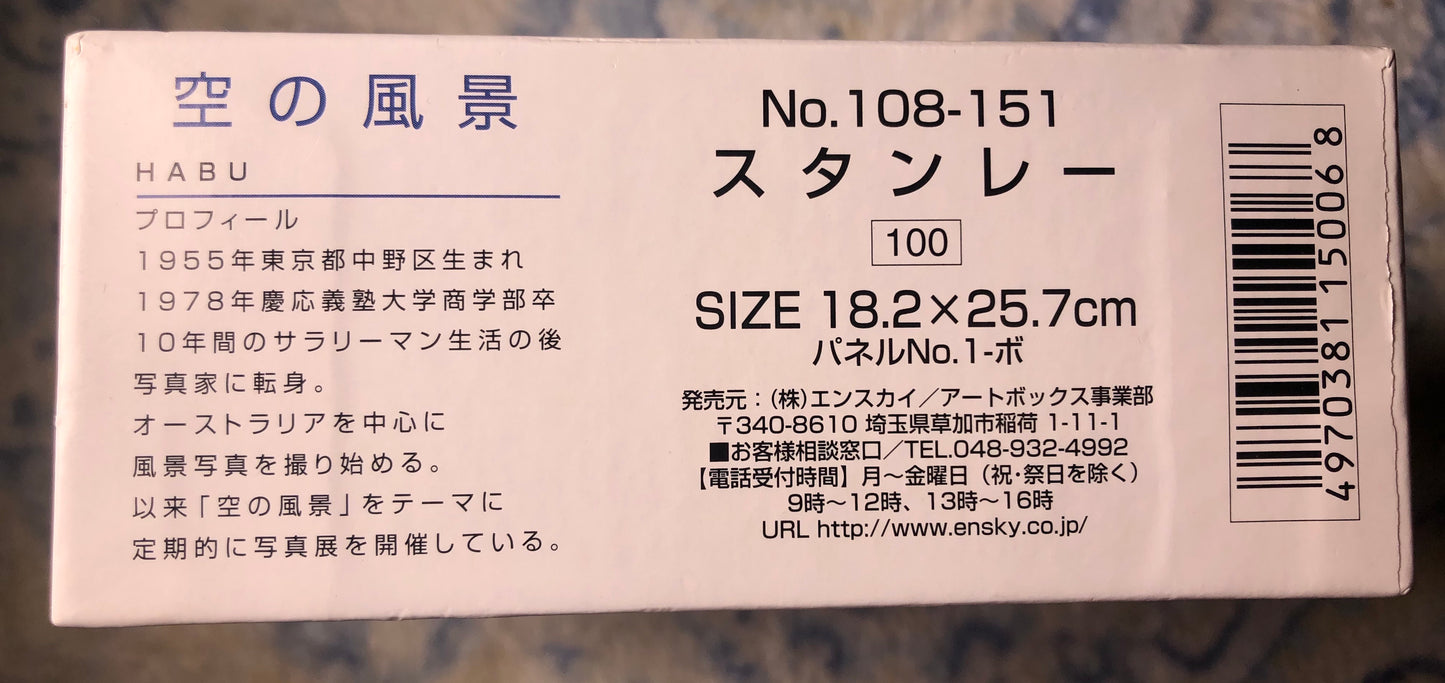 空の風景
HABU
プロフィール
1955年東京都中野区生まれ
1978年慶応義塾大学商学部卒
10年間のサラリーマン生活の後
写真家に転身。
オーストラリアを中心に
風景写真を撮り始める。
以来「空の風景」をテーマに
定期的に写真展を開催している。
No.108-151
スタンレー
100
SIZE 18.2×25.7cm
パネルNo.1-ボ
発売元：(株)エンスカイ／アートボックス事業部
〒340-8610 埼玉県草加市稲荷 1-11-1
■お客様相談窓口／TEL.048-932-4992
【電話受付時間】月〜金曜日（祝・祭日を除く）
9時〜12時、13時〜16時
URL http://www.ensky.co.jp/
4970381150068